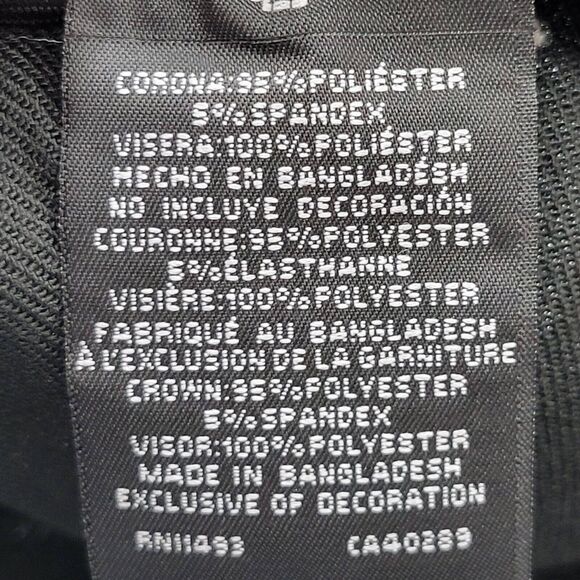 CORONA:95%POLIÉSTER
5%SPANDEX
VISERA:100%POLIÉSTER
HECHO EN BANGLADÉSH
NO INCLUYE DECORACIÓN
COURONNE:95%POLYESTER
5%ÉLASTHANNE
VISIÈRE:100%POLYESTER
FABRIQUÉ AU BANGLADESH
À L'EXCLUSION DE LA GARNITURE
CROWN:95%POLYESTER
5%SPANDEX
VISOR:100%POLYESTER
MADE IN BANGLADESH
EXCLUSIVE OF DECORATION
RN11493 CA40289